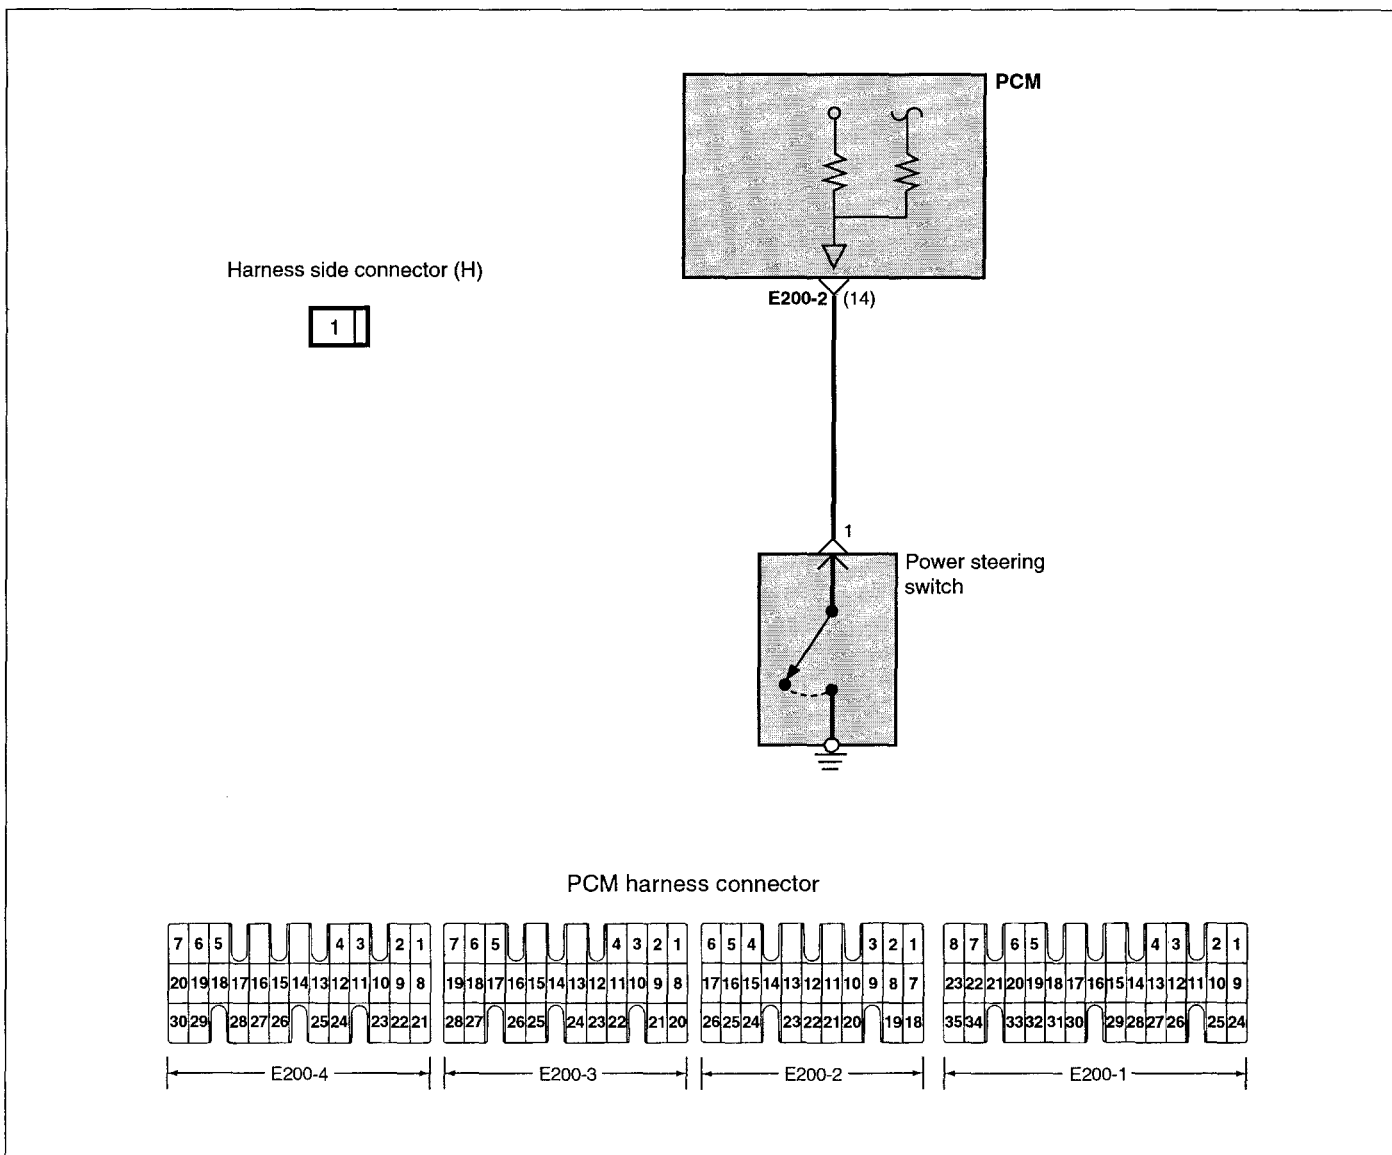 PCM
Harness side connector (H)
1
E200-2 (14)
1
Power steering
switch
PCM harness connector
7 6 5 4 3 2 1
20 19 18 17 16 15 14 13 12 11 10 9 8
30 29 28 27 26 25 24 23 22 21
E200-4
7 6 5 4 3 2 1
19 18 17 16 15 14 13 12 11 10 9 8
28 27 26 25 24 23 22 21 20
E200-3
6 5 4 3 2 1
17 16 15 14 13 12 11 10 9 8 7
26 25 24 23 22 21 20 19 18
E200-2
8 7 6 5 4 3 2 1
23 22 21 20 19 18 17 16 15 14 13 12 11 10 9
35 34 33 32 31 30 29 28 27 26 25 24
E200-1